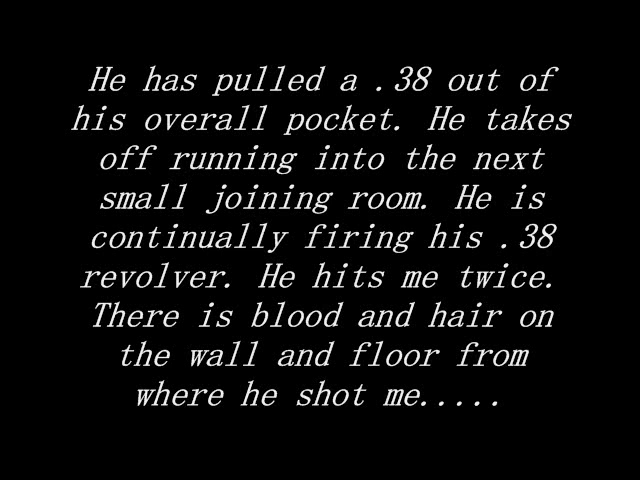 He has pulled a .38 out of
his overall pocket. He takes
off running into the next
small joining room. He is
continually firing his .38
revolver. He hits me twice.
There is blood and hair on
the wall and floor from
where he shot me.....